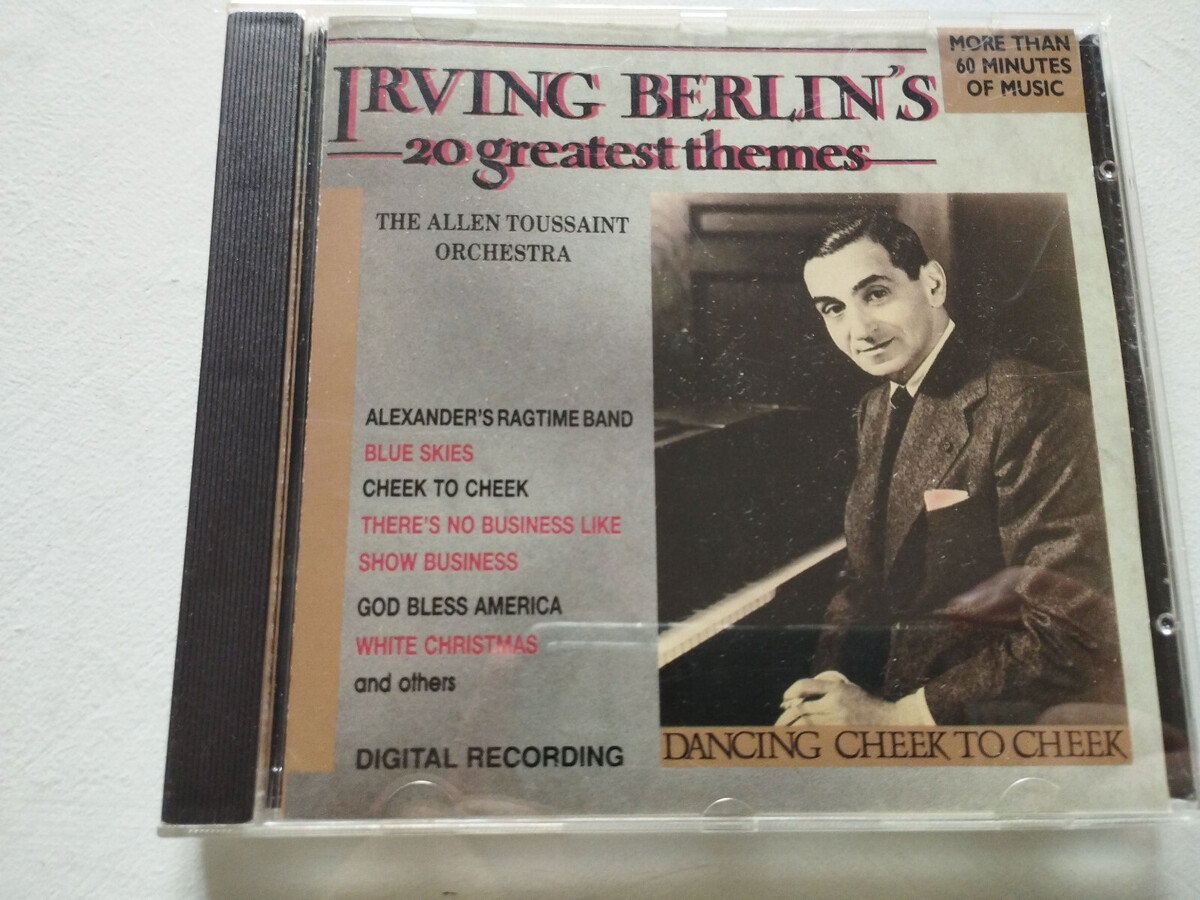 IRVING BERLIN'S
20 greatest themes
MORE THAN
60 MINUTES
OF MUSIC
THE ALLEN TOUSSAINT
ORCHESTRA
ALEXANDER'S RAGTIME BAND
BLUE SKIES
CHEEK TO CHEEK
THERE'S NO BUSINESS LIKE
SHOW BUSINESS
GOD BLESS AMERICA
WHITE CHRISTMAS
and others
DIGITAL RECORDING
DANCING CHEEK TO CHEEK